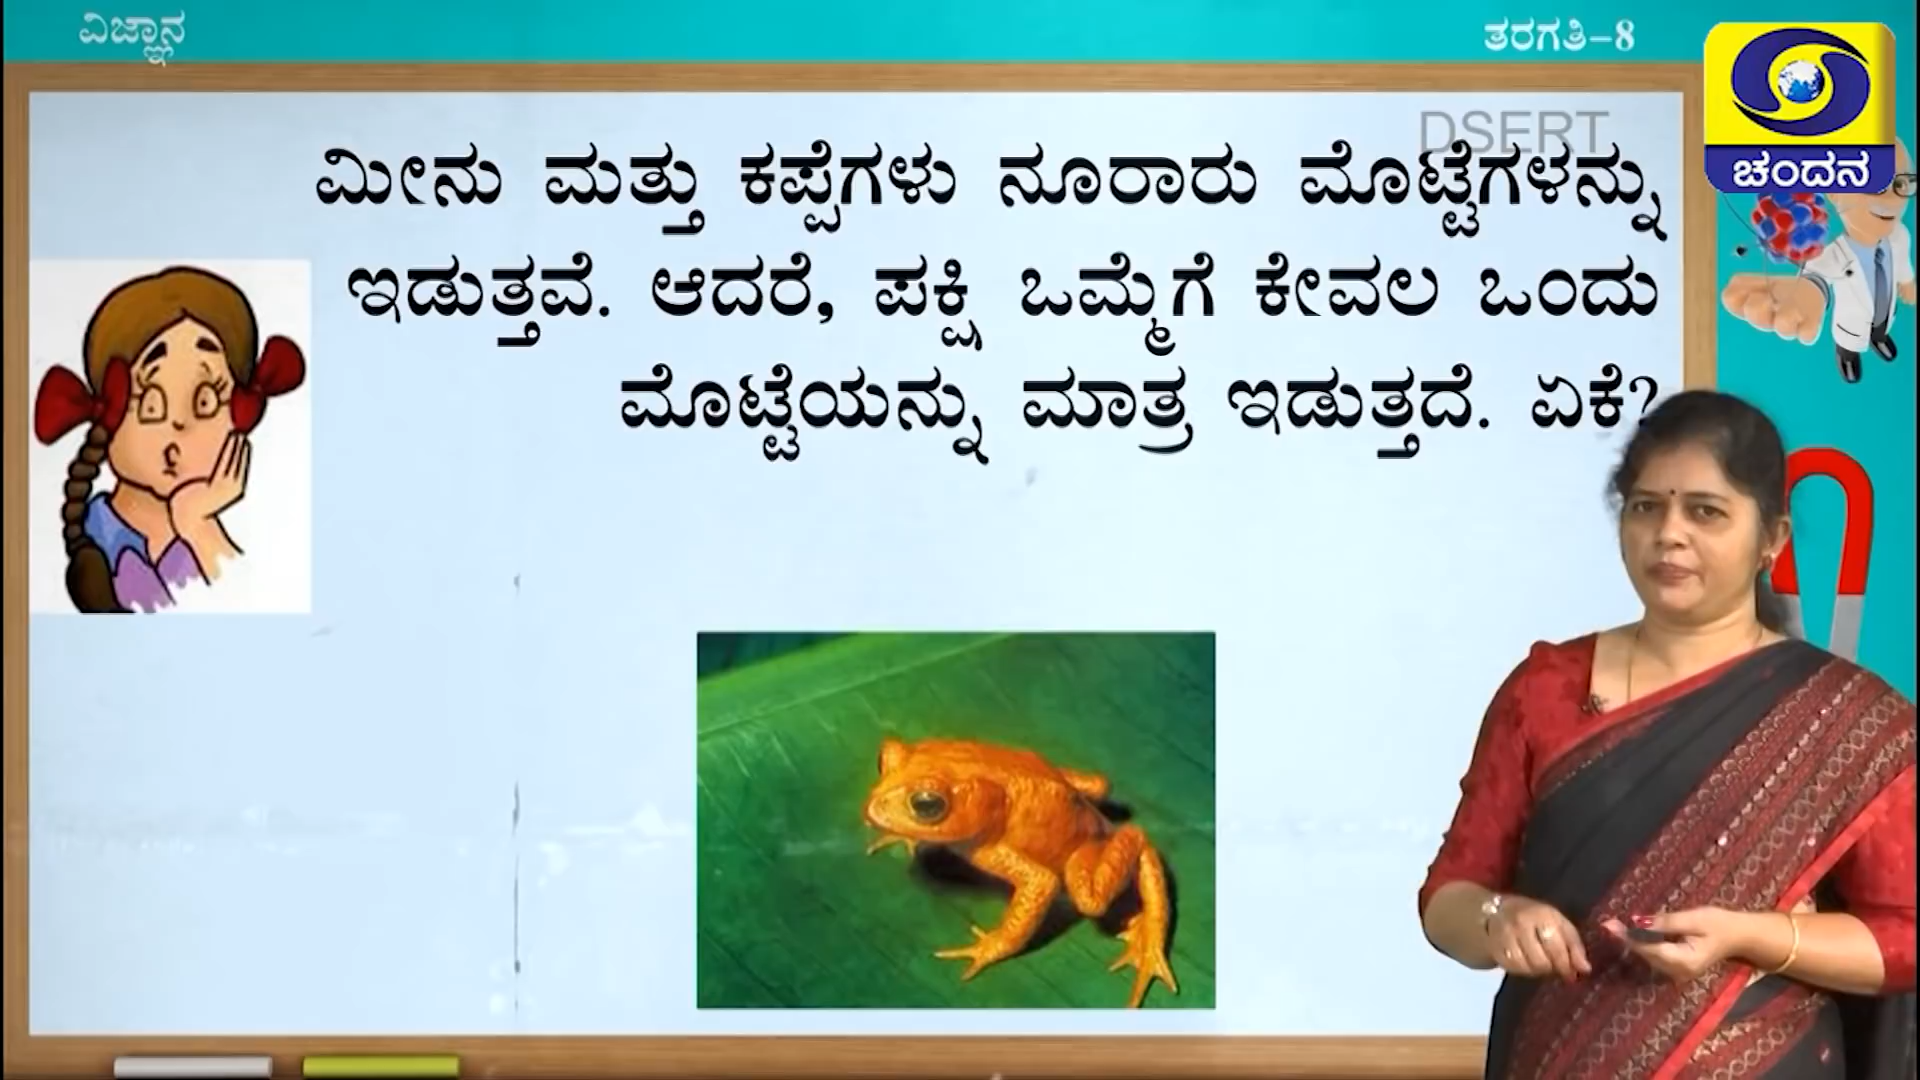 ವಿಜ್ಞಾನ
ತರಗತಿ-8
DSERT
ಚಂದನ
ಮೀನು ಮತ್ತು ಕಪ್ಪೆಗಳು ನೂರಾರು ಮೊಟ್ಟೆಗಳನ್ನು
ಇಡುತ್ತವೆ. ಆದರೆ, ಪಕ್ಷಿ ಒಮ್ಮೆಗೆ ಕೇವಲ ಒಂದು
ಮೊಟ್ಟೆಯನ್ನು ಮಾತ್ರ ಇಡುತ್ತದೆ. ಏಕೆ?